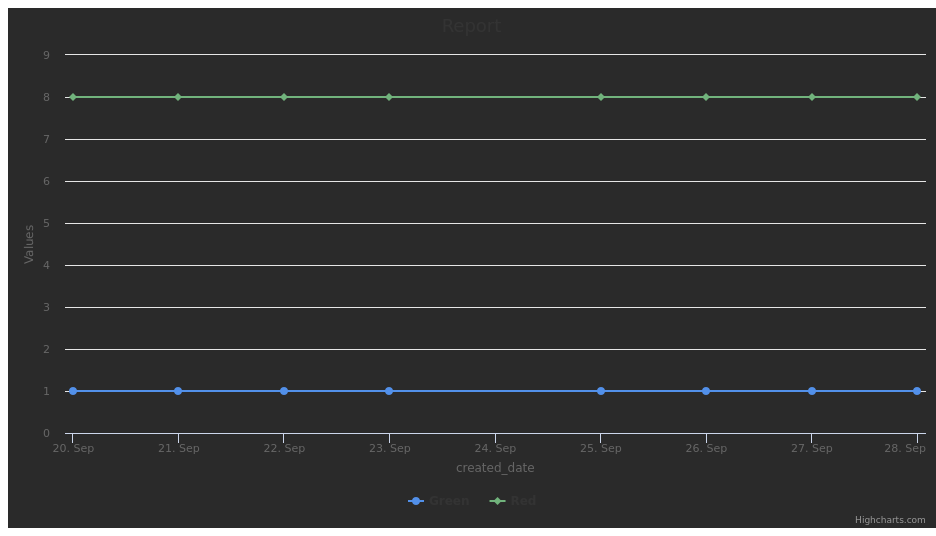 Report
9
8
7
6
5
4
3
2
1
0
Values
20. Sep 21. Sep 22. Sep 23. Sep 24. Sep 25. Sep 26. Sep 27. Sep 28. Sep
created_date
Green Red
Highcharts.com